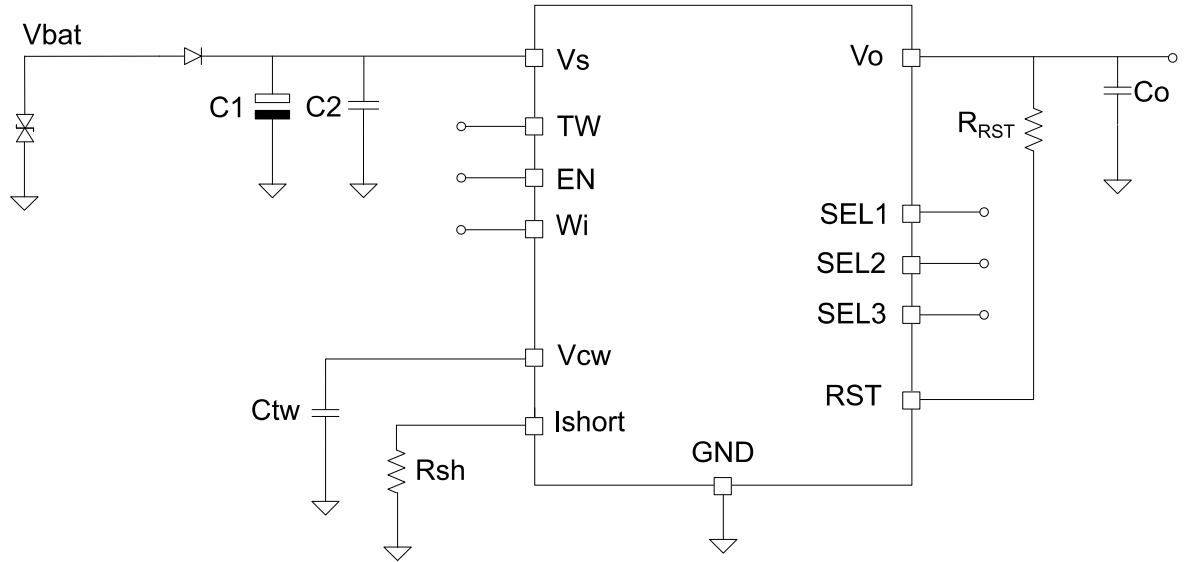 Vbat
C1
C2
Vs
TW
EN
Wi
Vcw
Ctw
Ishort
Rsh
GND
Vo
Co
RRST
SEL1
SEL2
SEL3
RST